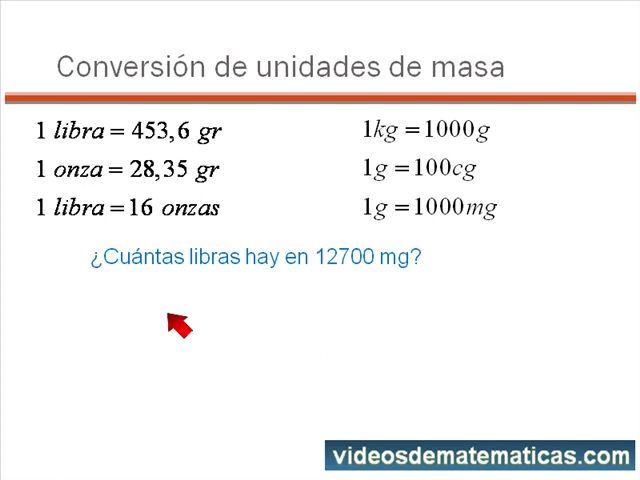 Conversión de unidades de masa
1 libra = 453,6 gr
1 onza = 28,35 gr
1 libra = 16 onzas
1kg = 1000g
1g = 100cg
1g = 1000mg
¿Cuántas libras hay en 12700 mg?
videosdematematicas.com